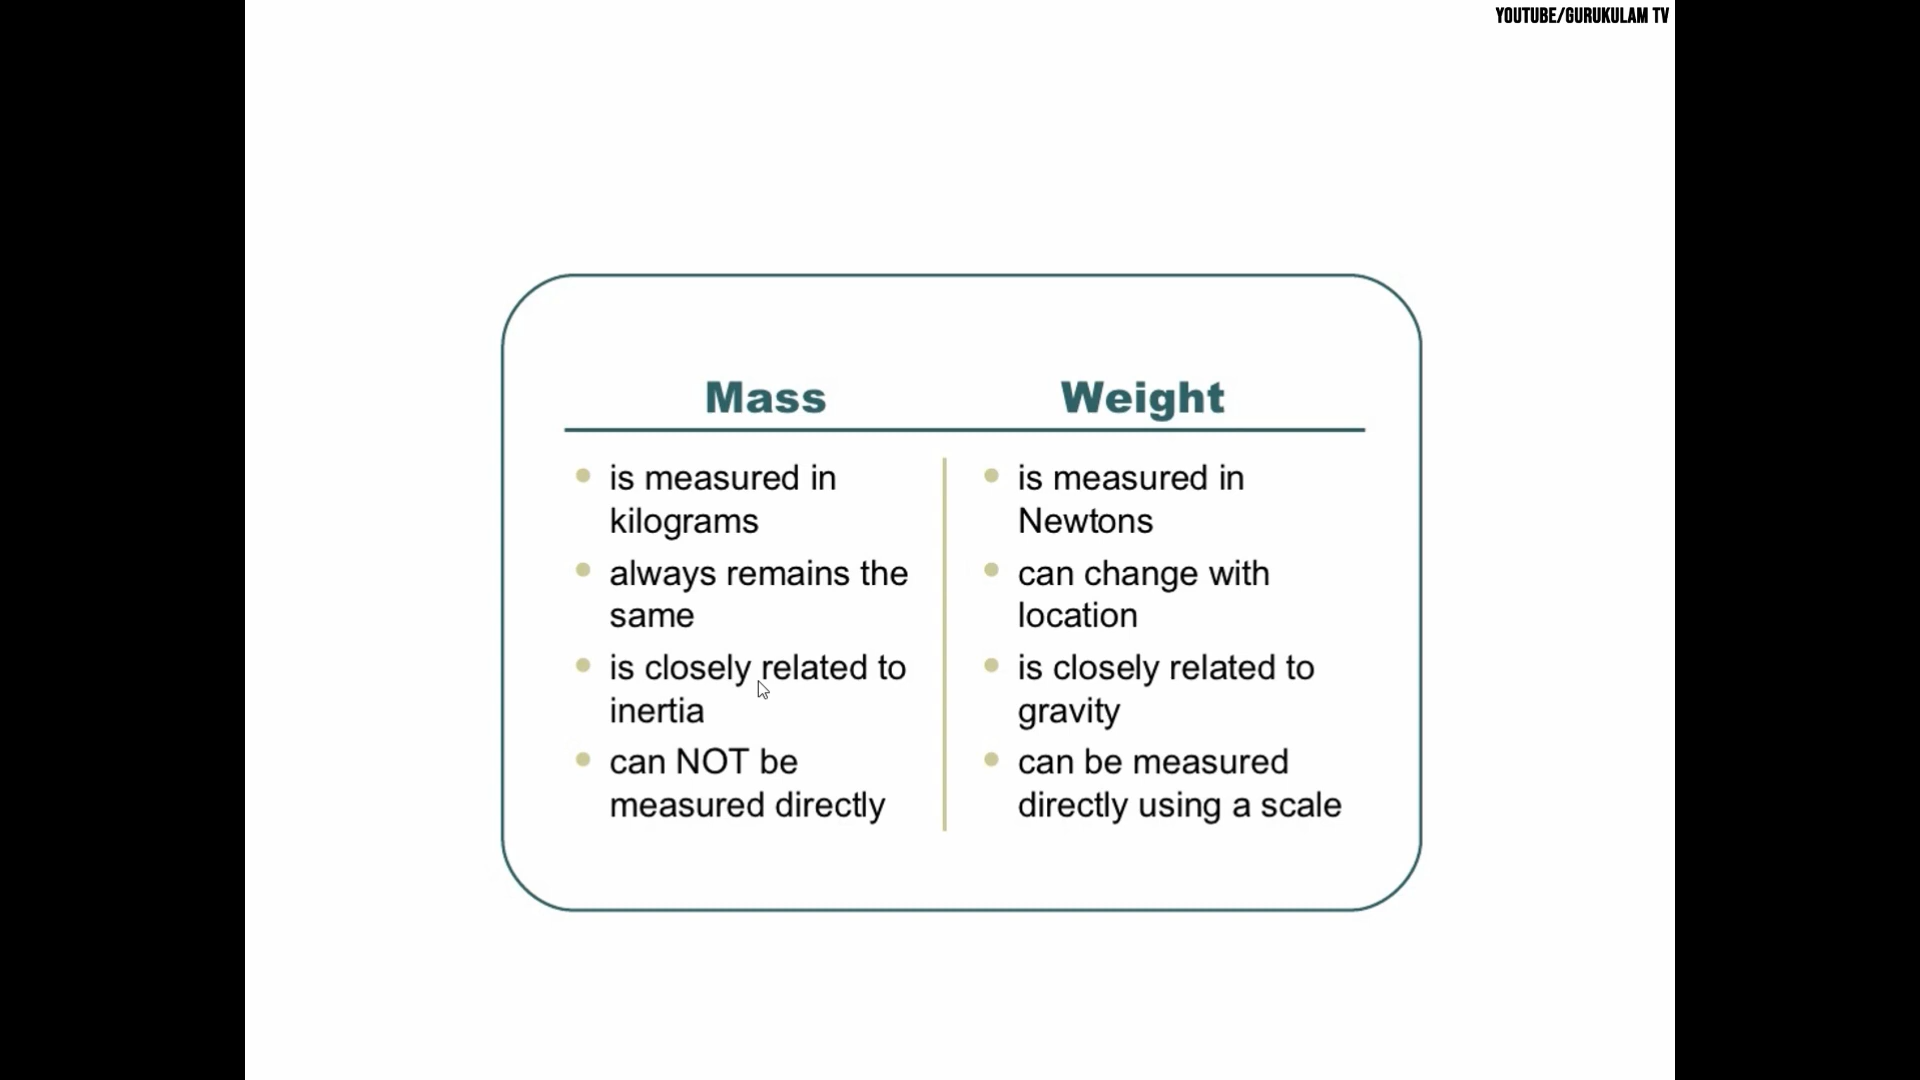 YOUTUBE/GURUKULAM TV
Mass
is measured in
kilograms
always remains the
same
is closely related to
inertia
can NOT be
measured directly
Weight
is measured in
Newtons
can change with
location
is closely related to
gravity
can be measured
directly using a scale